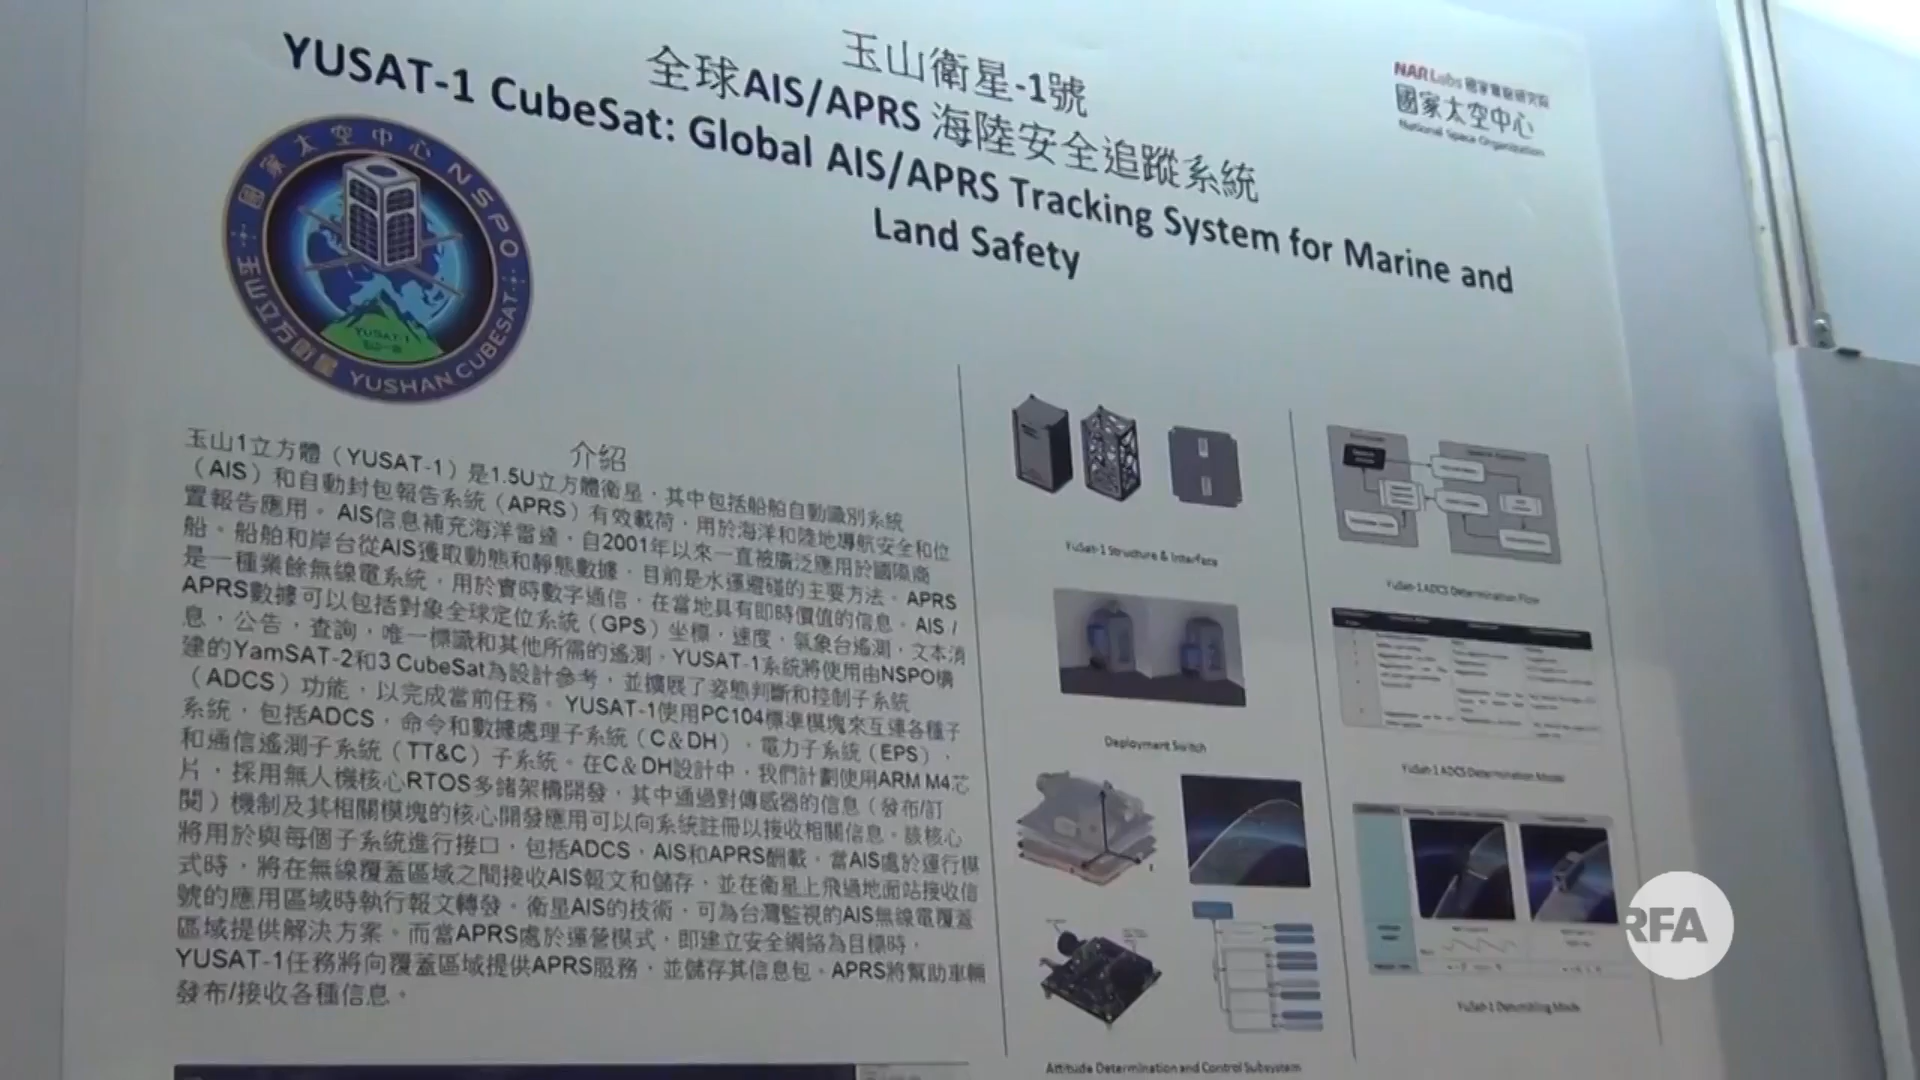 玉山衛星-1號
全球AIS/APRS 海陸安全追蹤系統
YUSAT-1 CubeSat: Global AIS/APRS Tracking System for Marine and
Land Safety
NARLabs 國家實驗研究院
國家太空中心
National Space Organization
國家太空中心 NSPO
玉山立方衛星 YUSHAN CUBESAT
YUSAT-1
介紹
玉山1立方體（YUSAT-1）是1.5U立方體衛星，其中包括船舶自動識別系統
（AIS）和自動封包報告系統（APRS）有效載荷，用於海洋和陸地導航安全和位
置報告應用。AIS信息補充海洋雷達，自2001年以來一直被廣泛應用於國際商
船。船舶和岸台從AIS獲取動態和靜態數據，目前是水運避碰的主要方法。APRS
是一種業餘無線電系統，用於實時數字通信，在當地具有即時價值的信息。AIS /
APRS數據可以包括對象全球定位系統（GPS）坐標，速度，氣象台遙測，文本消
息，公告，查詢，唯一標識和其他所需的遙測。YUSAT-1系統將使用由NSPO構
建的YamSAT-2和3 CubeSat為設計參考，並擴展了姿態判斷和控制子系統
（ADCS）功能，以完成當前任務。YUSAT-1使用PC104標準模塊來互連各種子
系統，包括ADCS，命令和數據處理子系統（C＆DH），電力子系統（EPS），
和通信遙測子系統（TT&C）子系統。在C＆DH設計中，我們計劃使用ARM M4芯
片，採用無人機核心RTOS多緒架構開發，其中通過對傳感器的信息（發布/訂
閱）機制及其相關模塊的核心開發應用可以向系統註冊以接收相關信息。該核心
將用於與每個子系統進行接口，包括ADCS，AIS和APRS酬載。當AIS處於運行模
式時，將在無線覆蓋區域之間接收AIS報文和儲存，並在衛星上飛過地面站接收信
號的應用區域時執行報文轉發。衛星AIS的技術，可為台灣監視的AIS無線電覆蓋
區域提供解決方案。而當APRS處於運營模式，即建立安全網絡為目標時，
YUSAT-1任務將向覆蓋區域提供APRS服務，並儲存其信息包。APRS將幫助車輛
發布/接收各種信息。
YuSat-1 Structure & Interface
Deployment Switch
Attitude Determination and Control Subsystem
YuSat-1 ADCS Determination Flow
YuSat-1 ADCS Determination Mode
YuSat-1 Detumbling Mode
RFA